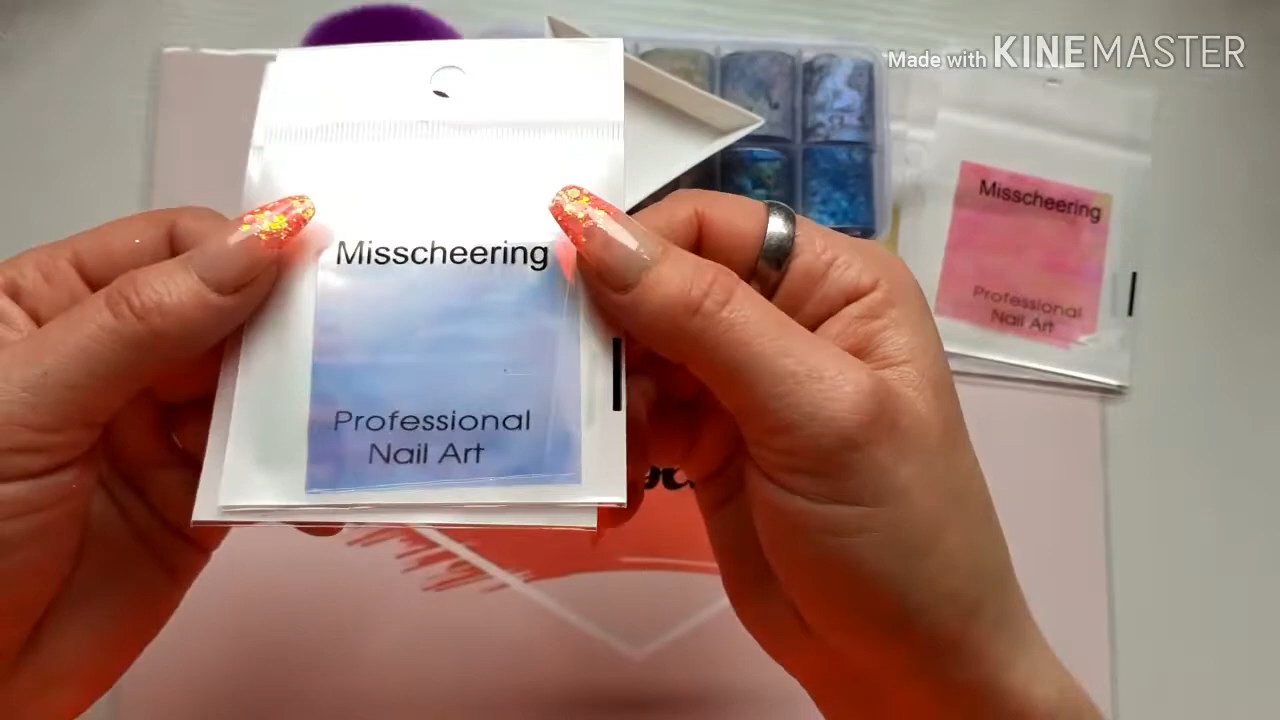 Made with KINEMASTER
Misscheering
Professional
Nail Art
Misscheering
Professional
Nail Art